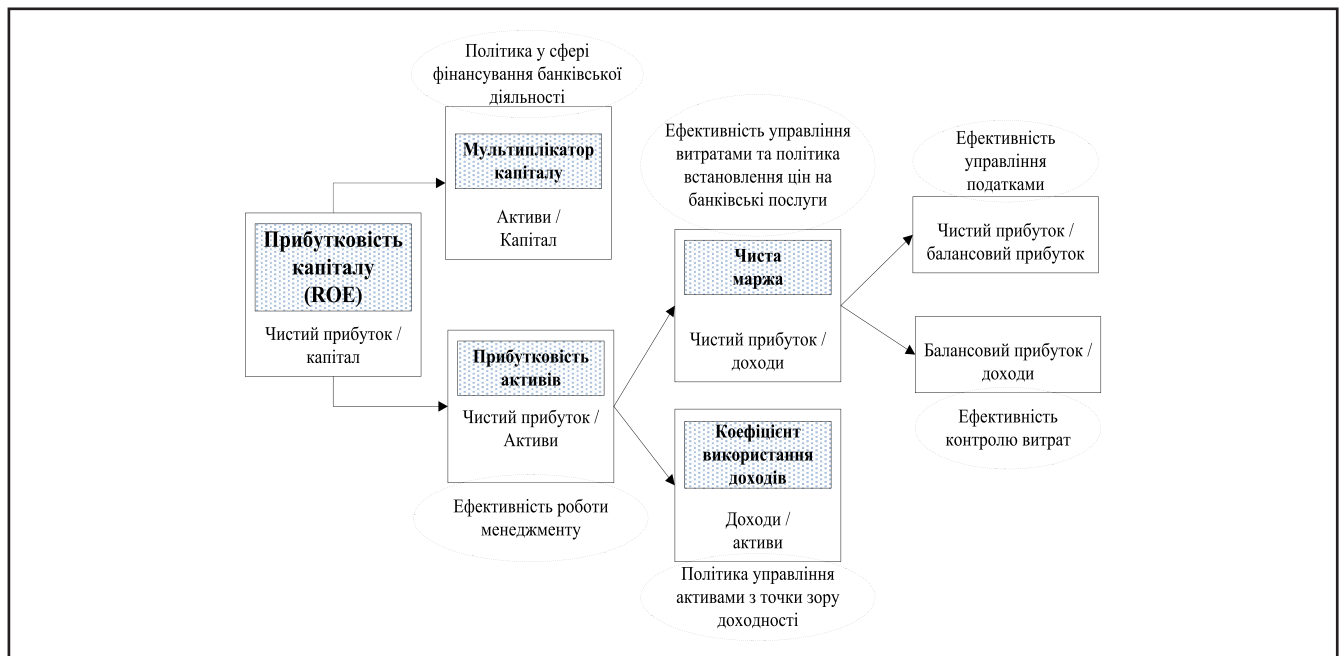 Політика у сфері
фінансування банківської
діяльності
Мультиплікатор
капіталу
Активи /
Капітал
Прибутковість
капіталу
(ROE)
Чистий прибуток /
капітал
Прибутковість
активів
Чистий прибуток /
Активи
Ефективність роботи
менеджменту
Ефективність управління
витратами та політика
встановлення цін на
банківські послуги
Чиста
маржа
Чистий прибуток /
доходи
Коефіцієнт
використання
доходів
Доходи /
активи
Політика управління
активами з точки зору
доходності
Ефективність
управління
податками
Чистий прибуток /
балансовий прибуток
Балансовий прибуток /
доходи
Ефективність
контролю витрат